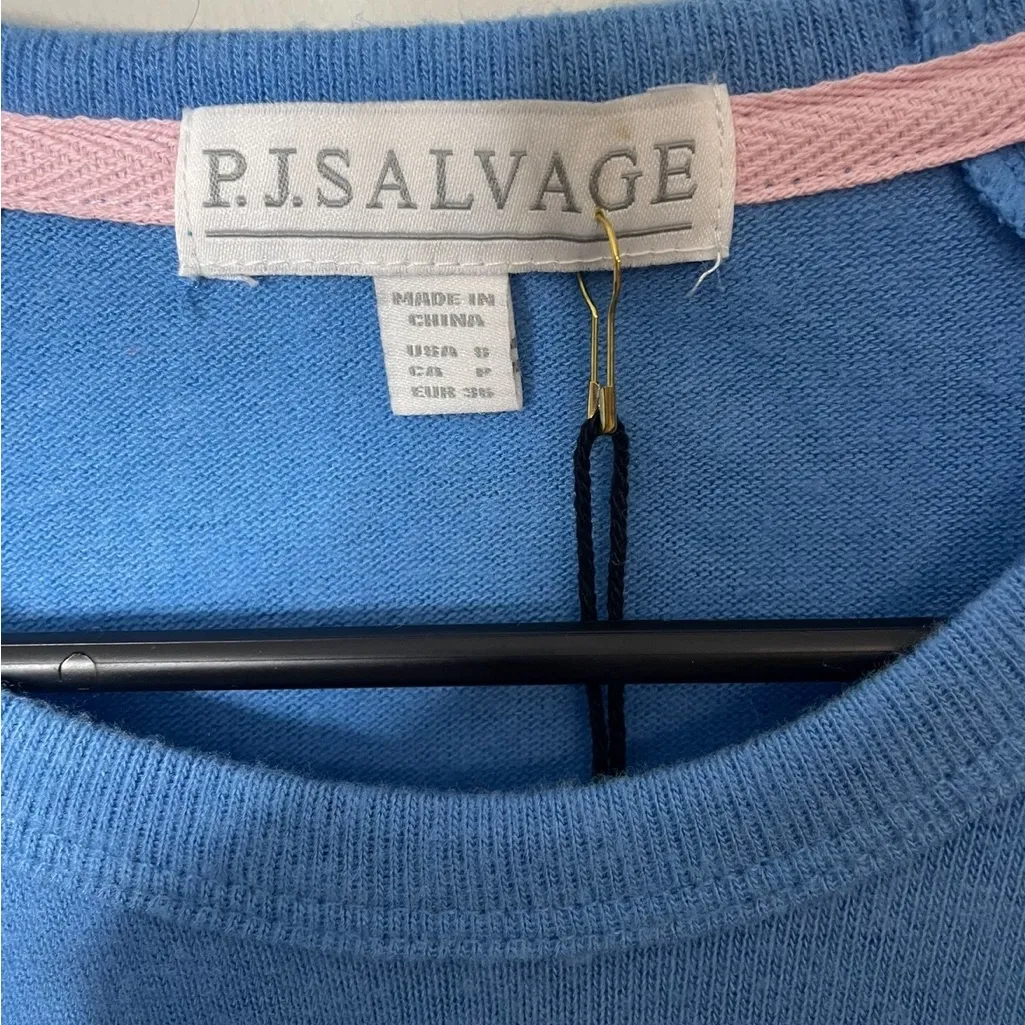 P.J.SALVAGE
MADE IN
CHINA
USA S
CA P
EUR 36